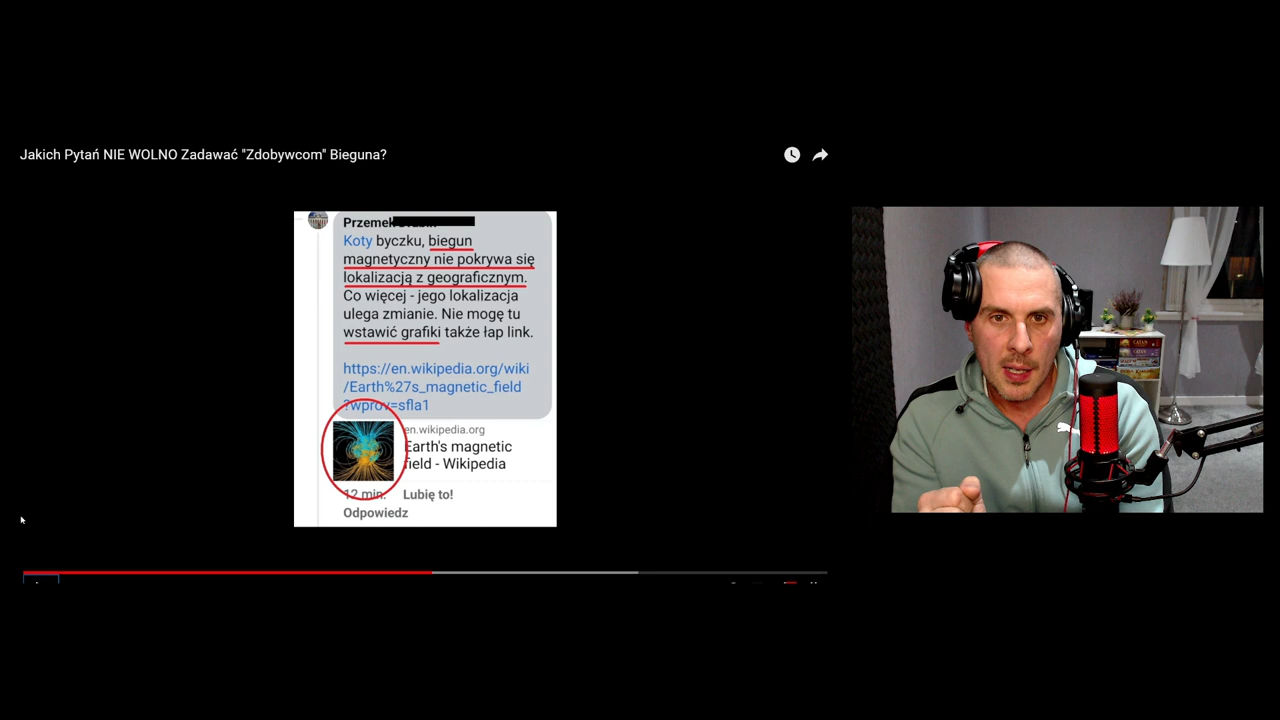 Jakich Pytań NIE WOLNO Zadawać "Zdobywcom" Bieguna?
Przemek
Koty byczku, biegun
magnetyczny nie pokrywa się
lokalizacją z geograficznym.
Co więcej - jego lokalizacja
ulega zmianie. Nie mogę tu
wstawić grafiki także łap link.
https://en.wikipedia.org/wiki
/Earth%27s_magnetic_field
?wprov=sfla1
en.wikipedia.org
Earth's magnetic
field - Wikipedia
12 min. Lubię to!
Odpowiedz
CATAN
CATAN